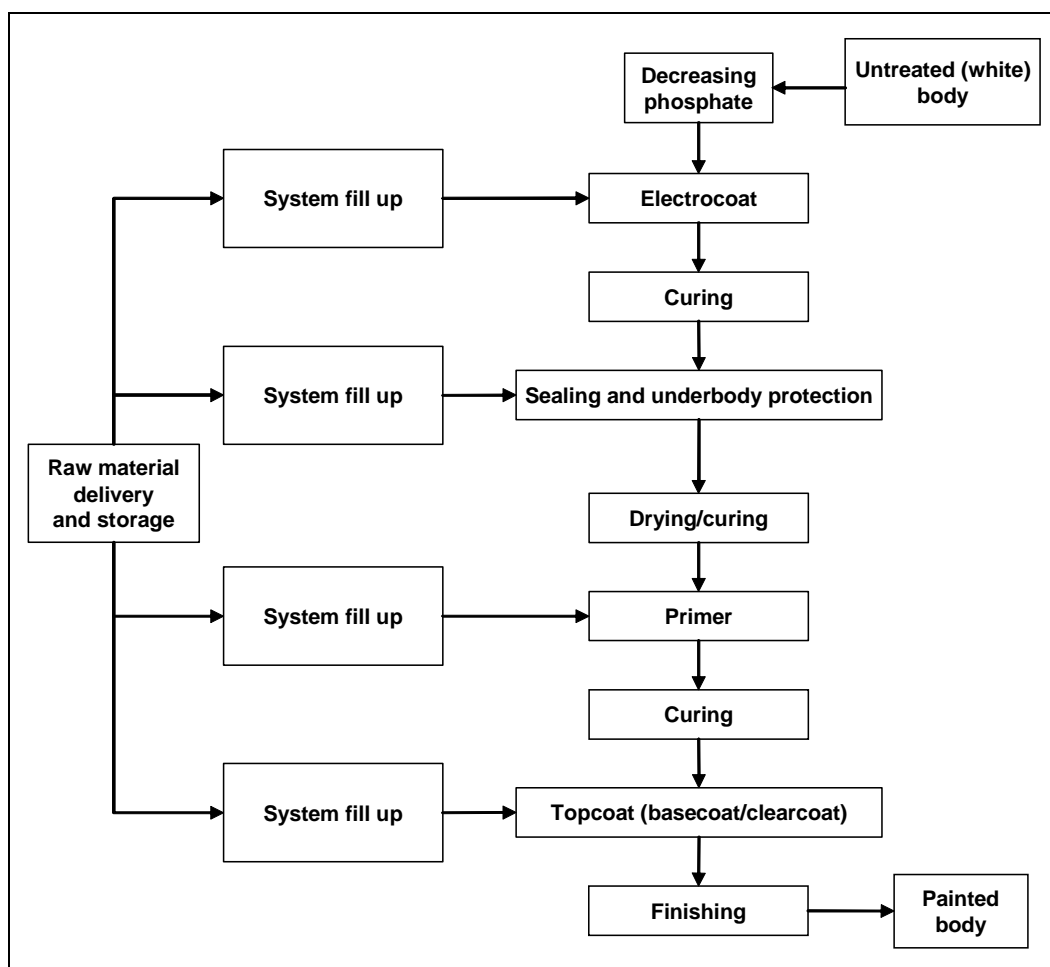 Decreasing
phosphate
Untreated (white)
body
System fill up
Electrocoat
Curing
System fill up
Sealing and underbody protection
Raw material
delivery
and storage
Drying/curing
System fill up
Primer
Curing
System fill up
Topcoat (basecoat/clearcoat)
Finishing
Painted
body